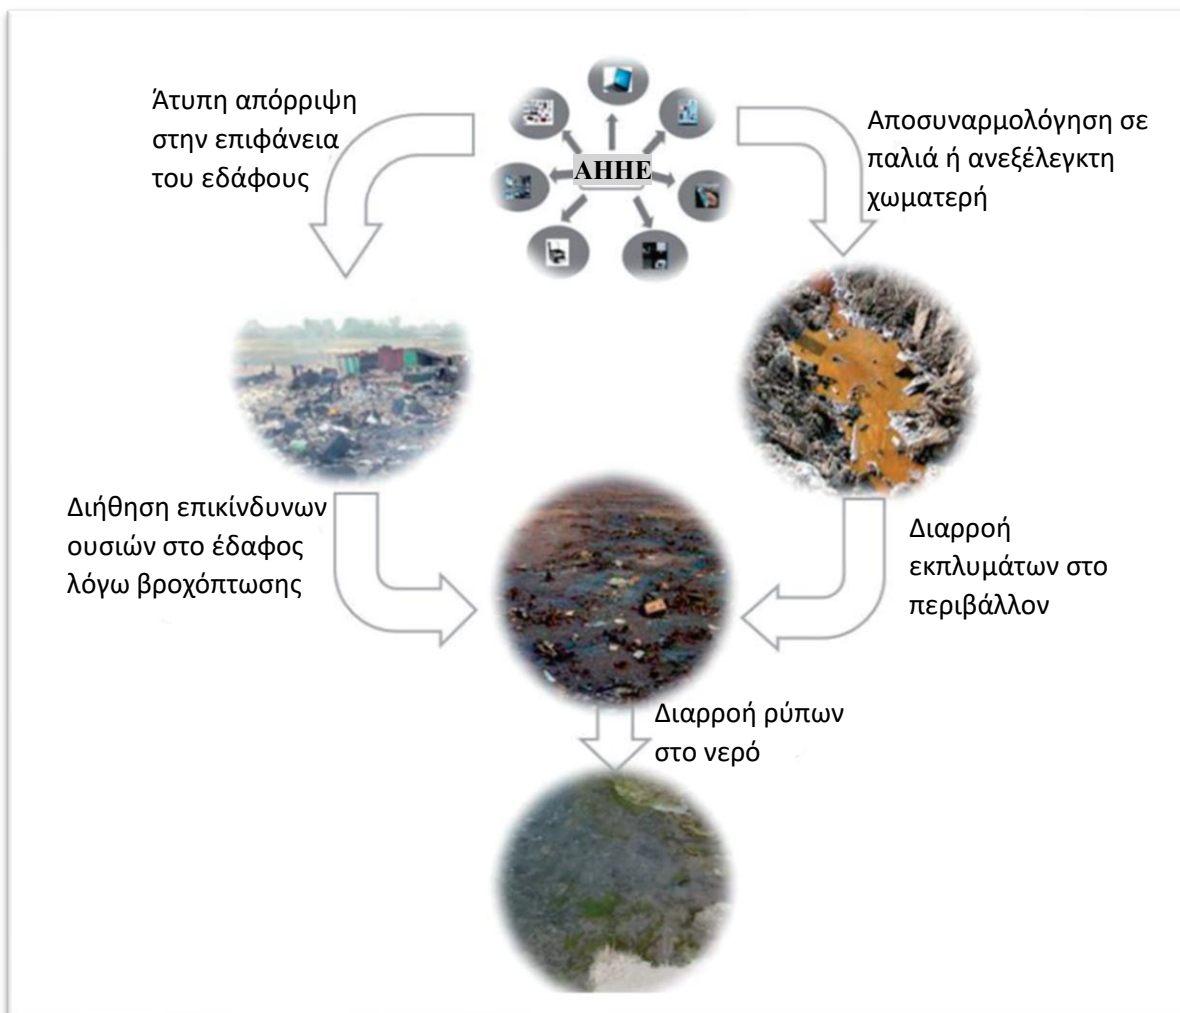 Άτυπη απόρριψη
στην επιφάνεια
του εδάφους
ΑΗΗΕ
Αποσυναρμολόγηση σε
παλιά ή ανεξέλεγκτη
χωματερή
Διήθηση επικίνδυνων
ουσιών στο έδαφος
λόγω βροχόπτωσης
Διαρροή
εκπλυμάτων στο
περιβάλλον
Διαρροή ρύπων
στο νερό